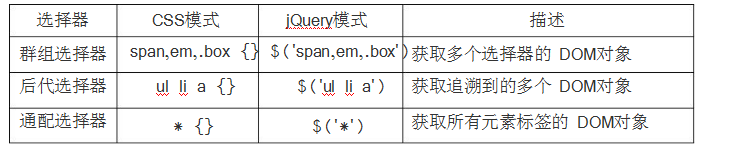 选择器 CSS模式 jQuery模式 描述
群组选择器 span,em,.box {} $('span,em,.box') 获取多个选择器的 DOM对象
后代选择器 ul li a {} $('ul li a') 获取追溯到的多个 DOM对象
通配选择器 * {} $('*') 获取所有元素标签的 DOM对象